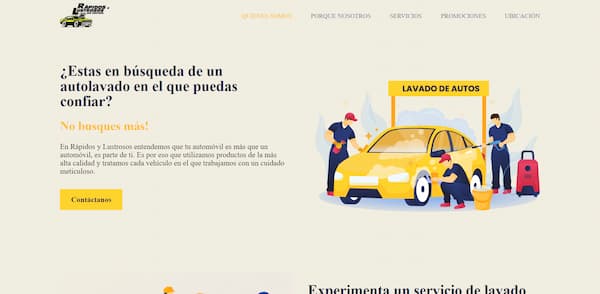 RÁPIDOS Y
LUSTROSOS
QUIÉNES SOMOS
PORQUE NOSOTROS
SERVICIOS
PROMOCIONES
UBICACIÓN
¿Estas en búsqueda de un
autolavado en el que puedas
confiar?
No busques más!
En Rápidos y Lustrosos entendemos que tu automóvil es más que un
automóvil, es parte de ti. Es por eso que utilizamos productos de la más
alta calidad y tratamos cada vehículo en el que trabajamos con un cuidado
meticuloso.
Contáctanos
LAVADO DE AUTOS
Experimenta un servicio de lavado